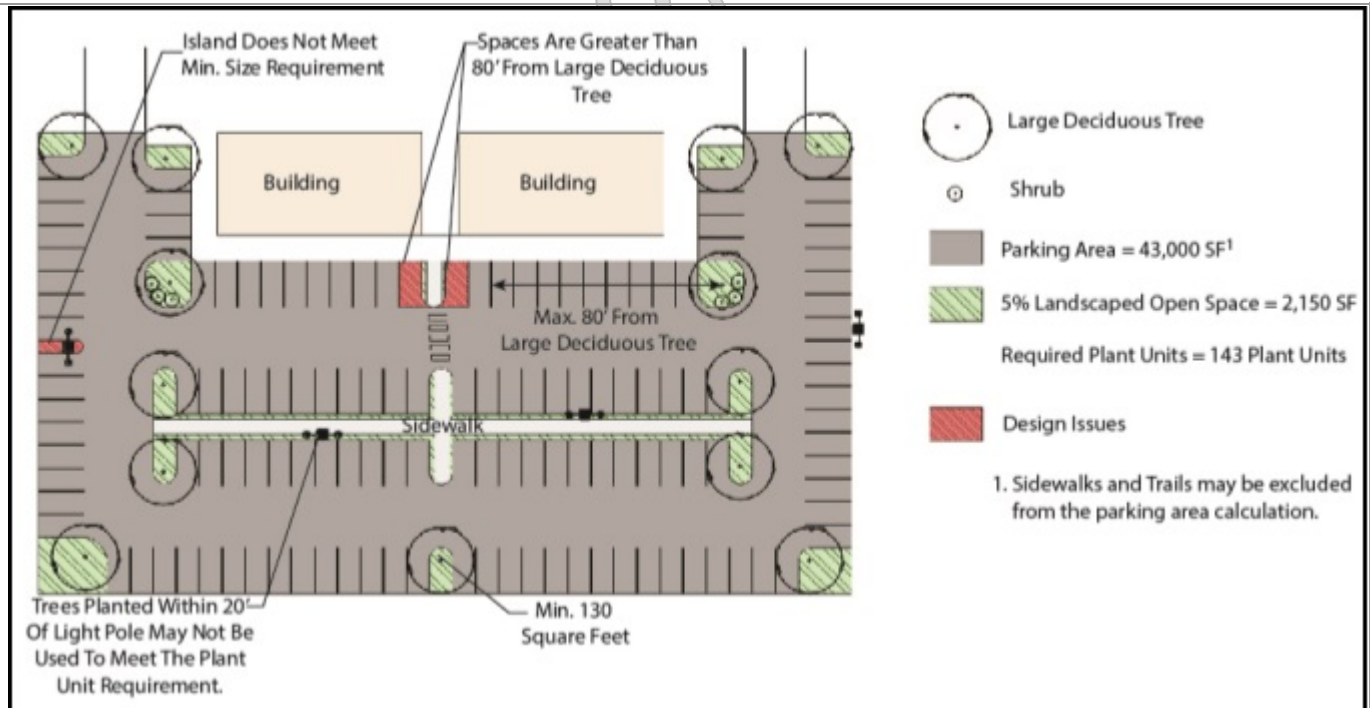 Island Does Not Meet
Min. Size Requirement
Spaces Are Greater Than
80' From Large Deciduous
Tree
Building
Building
Max. 80' From
Large Deciduous Tree
Sidewalk
Trees Planted Within 20'
Of Light Pole May Not Be
Used To Meet The Plant
Unit Requirement.
Min. 130
Square Feet
Large Deciduous Tree
Shrub
Parking Area = 43,000 SF¹
5% Landscaped Open Space = 2,150 SF
Required Plant Units = 143 Plant Units
Design Issues
1. Sidewalks and Trails may be excluded
from the parking area calculation.